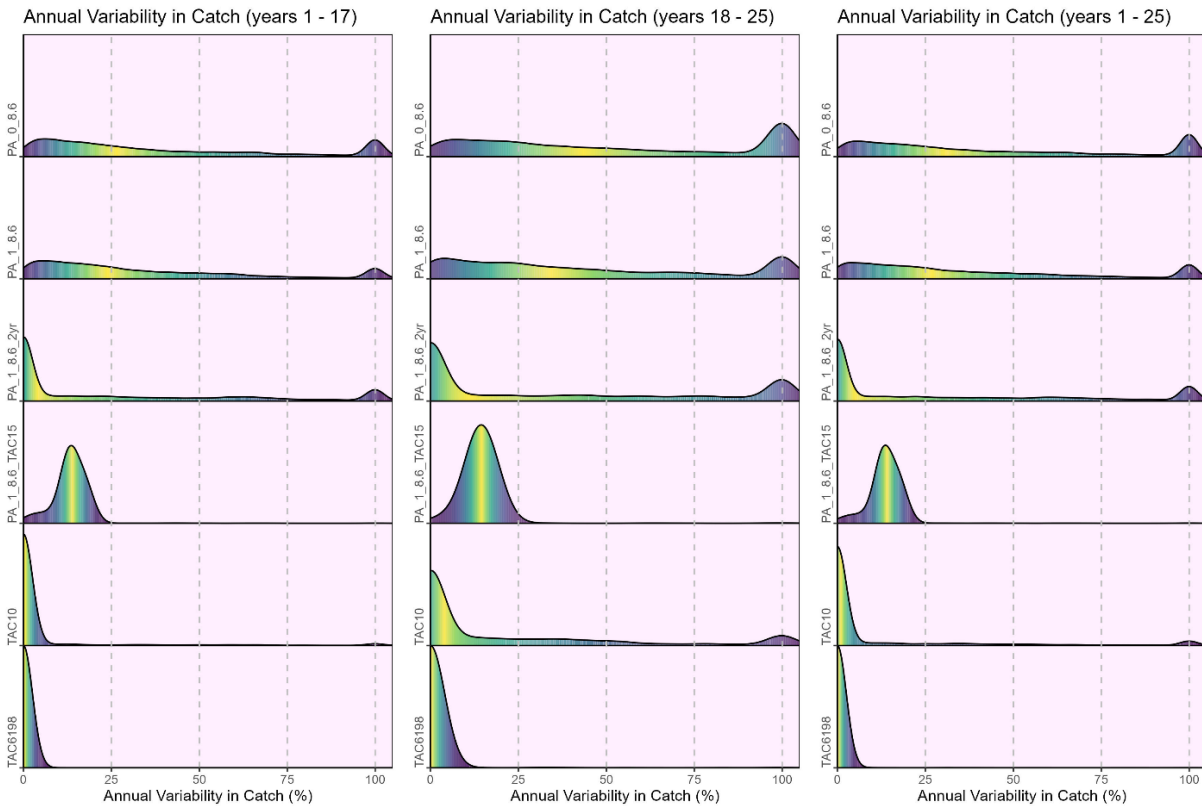 Annual Variability in Catch (years 1 - 17)
PA_0_8.6
PA_1_8.6
PA_1_8.6_2yr
PA_1_8.6_TAC15
TAC10
TAC6198
0 25 50 75 100
Annual Variability in Catch (%)
Annual Variability in Catch (years 18 - 25)
PA_0_8.6
PA_1_8.6
PA_1_8.6_2yr
PA_1_8.6_TAC15
TAC10
TAC6198
0 25 50 75 100
Annual Variability in Catch (%)
Annual Variability in Catch (years 1 - 25)
PA_0_8.6
PA_1_8.6
PA_1_8.6_2yr
PA_1_8.6_TAC15
TAC10
TAC6198
0 25 50 75 100
Annual Variability in Catch (%)